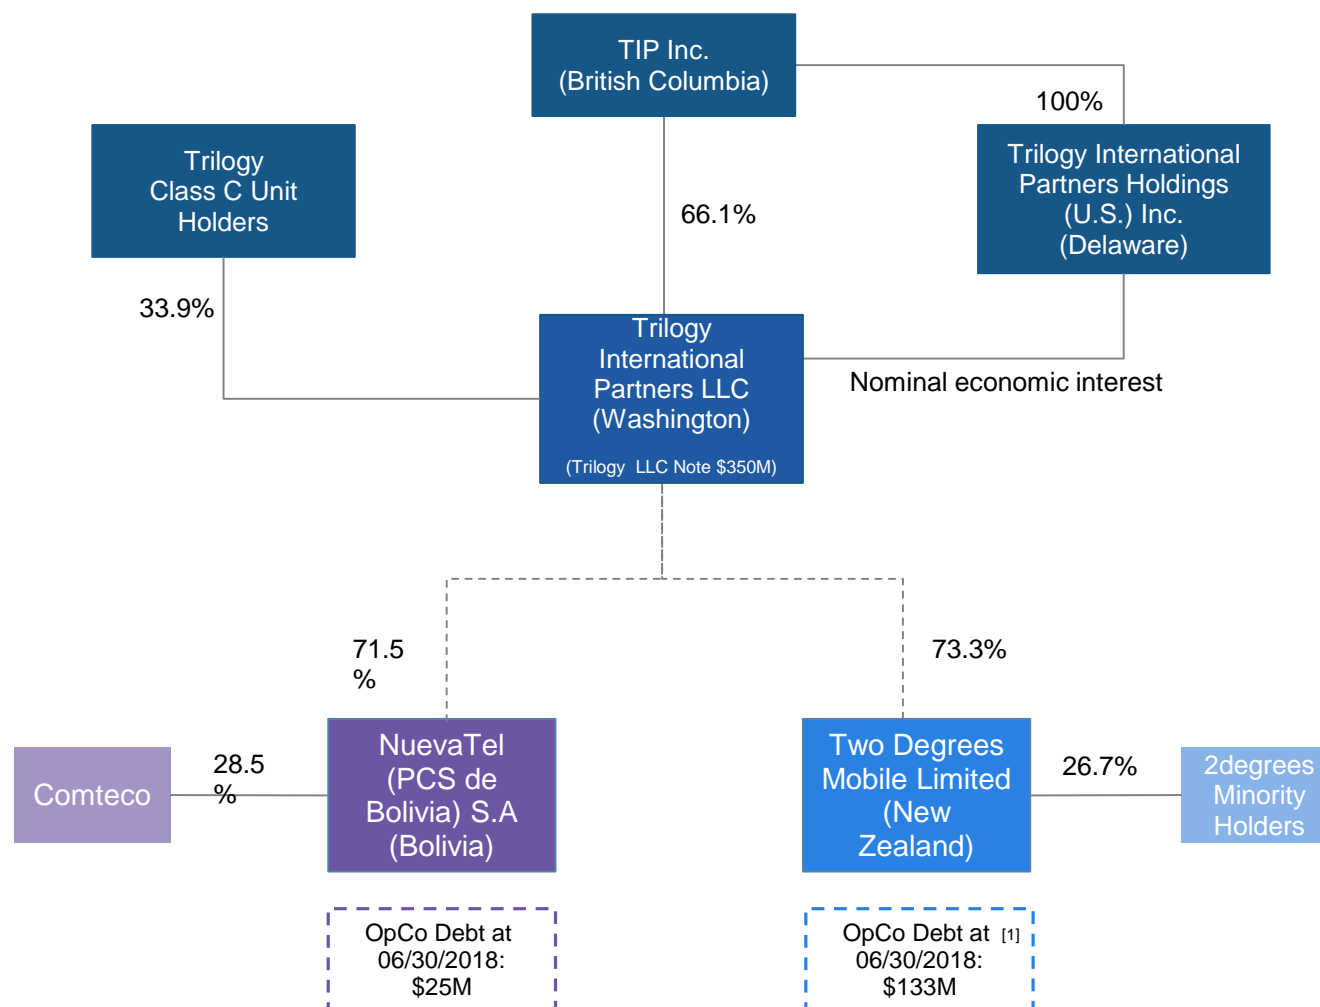 TIP Inc.
(British Columbia)
100%
Trilogy
Class C Unit
Holders
Trilogy International
Partners Holdings
(U.S.) Inc.
(Delaware)
66.1%
33.9%
Trilogy
International
Partners LLC
(Washington)
(Trilogy LLC Note $350M)
Nominal economic interest
71.5
%
73.3%
Comteco
28.5
%
NuevaTel
(PCS de
Bolivia) S.A
(Bolivia)
Two Degrees
Mobile Limited
(New
Zealand)
26.7%
2degrees
Minority
Holders
OpCo Debt at
06/30/2018:
$25M
OpCo Debt at [1]
06/30/2018:
$133M